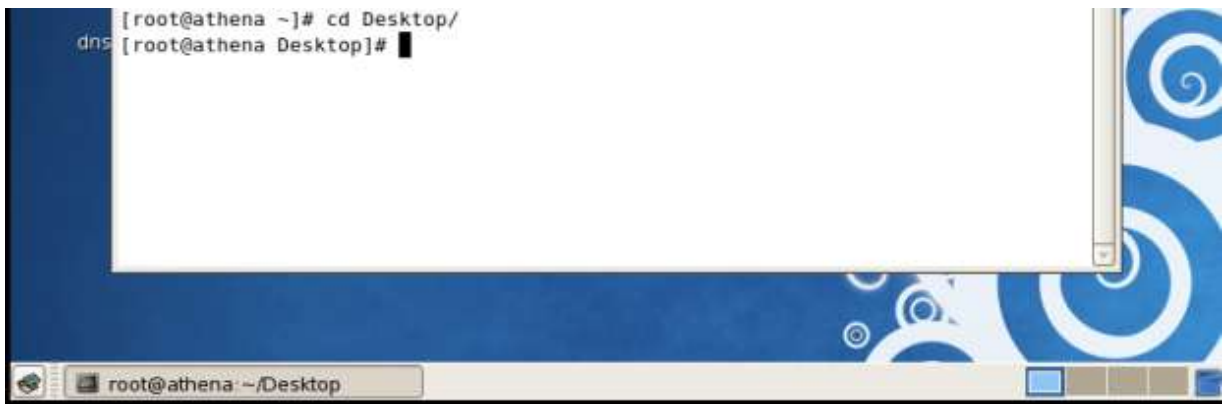 [root@athena ~]# cd Desktop/
dns
[root@athena Desktop]#
root@athena:~/Desktop